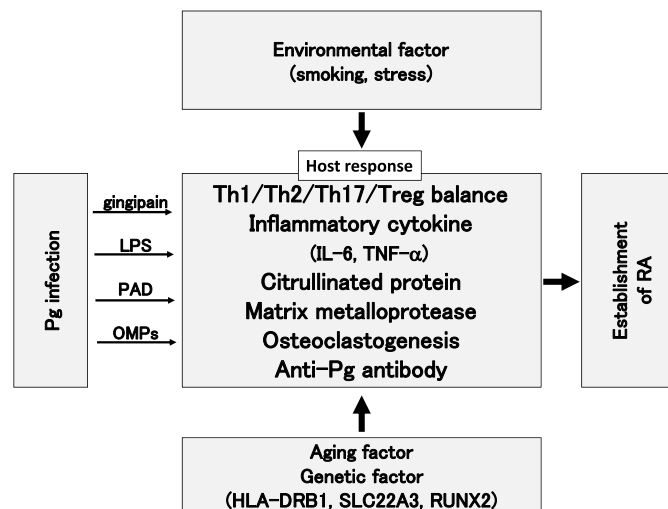 Environmental factor
(smoking, stress)
Host response
Pg infection
gingipain
LPS
PAD
OMPs
Th1/Th2/Th17/Treg balance
Inflammatory cytokine
(IL-6, TNF-α)
Citrullinated protein
Matrix metalloprotease
Osteoclastogenesis
Anti-Pg antibody
Establishment
of RA
Aging factor
Genetic factor
(HLA-DRB1, SLC22A3, RUNX2)